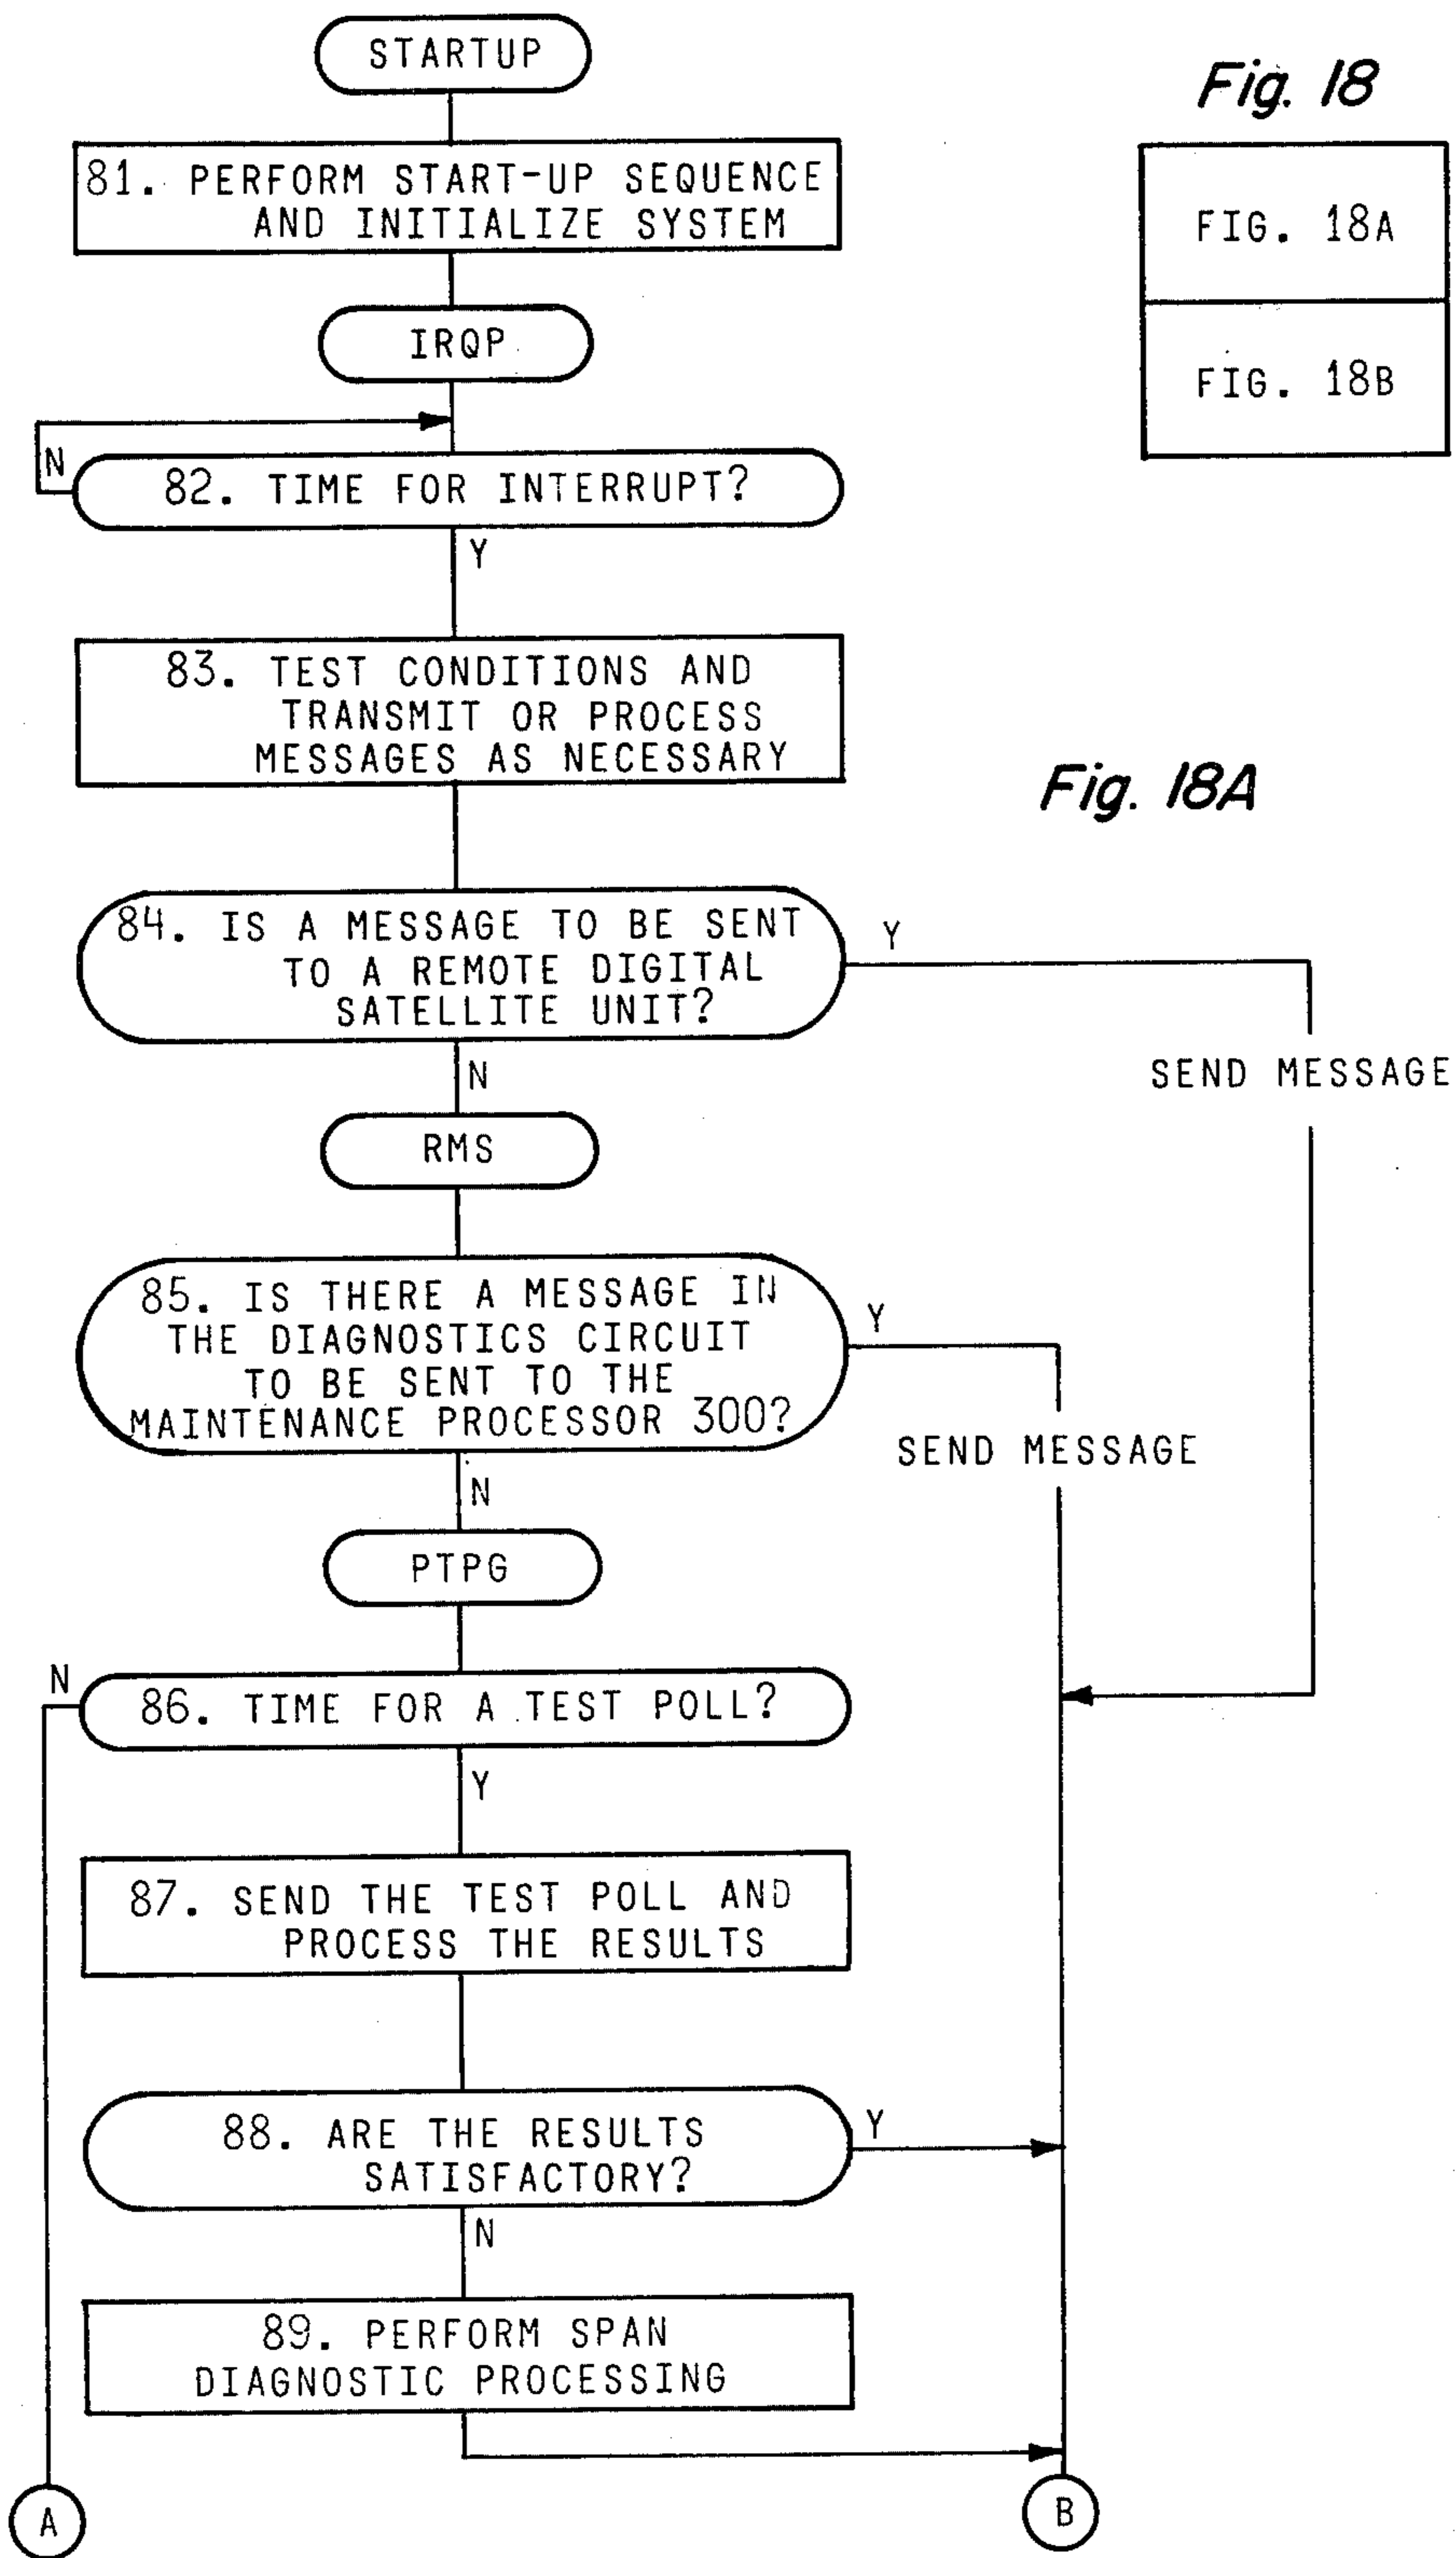 STARTUP
Fig. 18
FIG. 18A
FIG. 18B
81. PERFORM START-UP SEQUENCE
AND INITIALIZE SYSTEM
IRQP
N
82. TIME FOR INTERRUPT?
Y
83. TEST CONDITIONS AND
TRANSMIT OR PROCESS
MESSAGES AS NECESSARY
Fig. 18A
84. IS A MESSAGE TO BE SENT
TO A REMOTE DIGITAL
SATELLITE UNIT?
Y
SEND MESSAGE
N
RMS
85. IS THERE A MESSAGE IN
THE DIAGNOSTICS CIRCUIT
TO BE SENT TO THE
MAINTENANCE PROCESSOR 300?
Y
SEND MESSAGE
N
PTPG
N
86. TIME FOR A TEST POLL?
Y
87. SEND THE TEST POLL AND
PROCESS THE RESULTS
88. ARE THE RESULTS
SATISFACTORY?
Y
N
89. PERFORM SPAN
DIAGNOSTIC PROCESSING
A
B